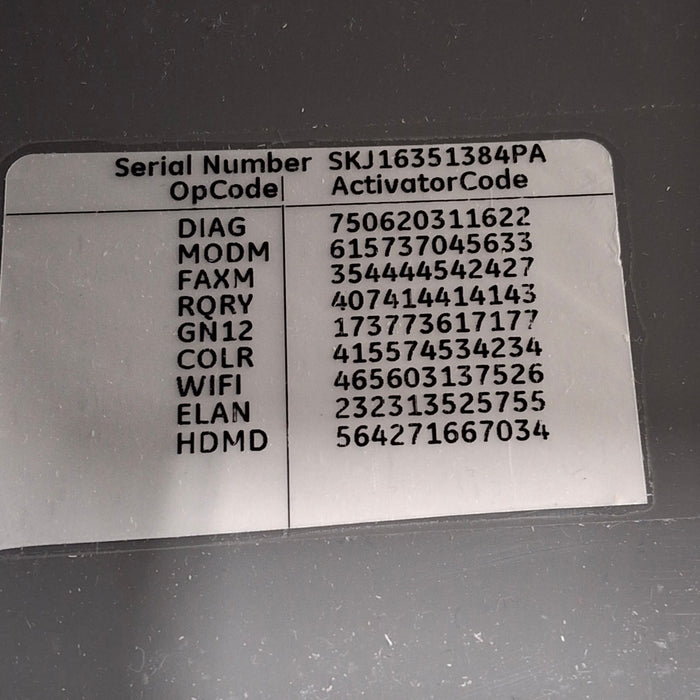 Serial Number SKJ16351384PA
OpCode ActivatorCode
DIAG 750620311622
MODM 615737045633
FAXM 354444542427
RQRY 407414414143
GN12 173773617177
COLR 415574534234
WIFI 465603137526
ELAN 232313525755
HDMD 564271667034